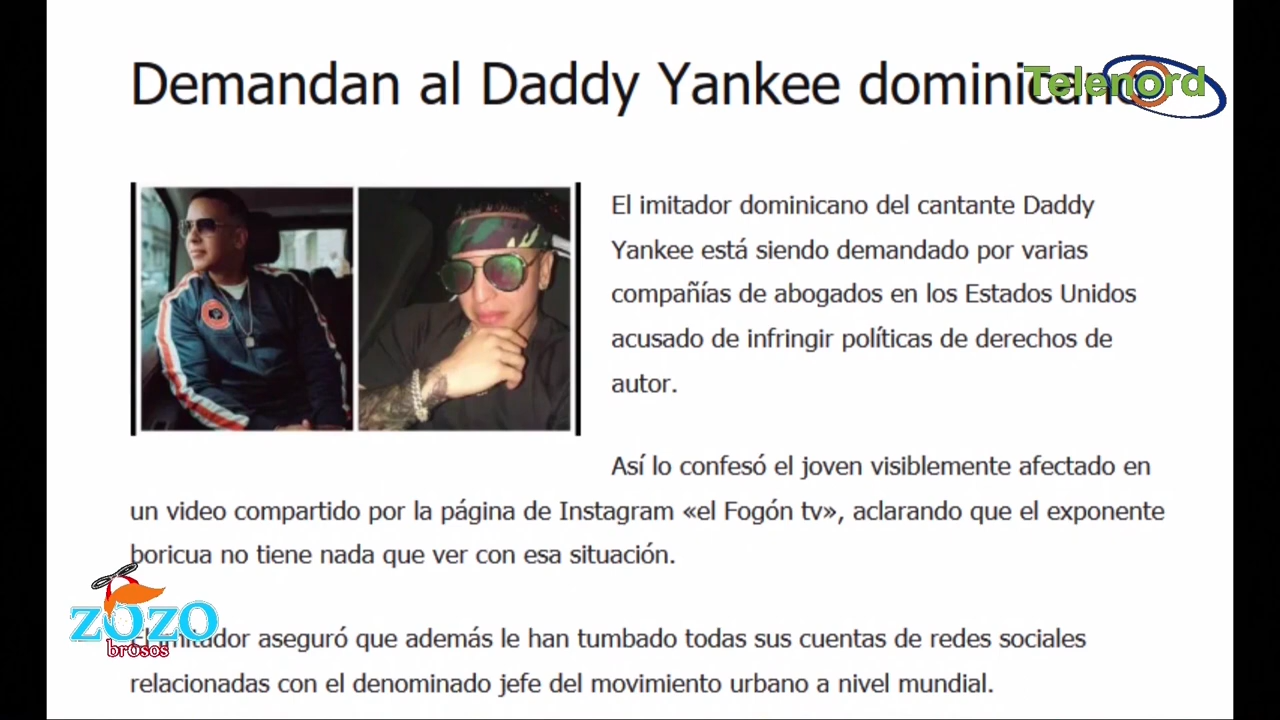 Demandan al Daddy Yankee dominicano
Telenord
El imitador dominicano del cantante Daddy
Yankee está siendo demandado por varias
compañías de abogados en los Estados Unidos
acusado de infringir políticas de derechos de
autor.
Así lo confesó el joven visiblemente afectado en
un video compartido por la página de Instagram «el Fogón tv», aclarando que el exponente
boricua no tiene nada que ver con esa situación.
El imitador aseguró que además le han tumbado todas sus cuentas de redes sociales
relacionadas con el denominado jefe del movimiento urbano a nivel mundial.
zozo
brosos